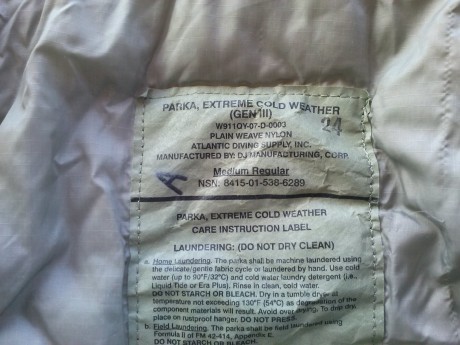 PARKA, EXTREME COLD WEATHER
(GEN III)
24
W911QY-07-D-0003
PLAIN WEAVE NYLON
ATLANTIC DIVING SUPPLY, INC.
MANUFACTURED BY: DJ MANUFACTURING, CORP.
Medium Regular
A
NSN: 8415-01-538-6289
PARKA, EXTREME COLD WEATHER
CARE INSTRUCTION LABEL
LAUNDERING: (DO NOT DRY CLEAN)
a. Home Laundering. The parka shall be machine laundered using
the delicate/gentle fabric cycle or laundered by hand. Use cold
water (up to 90°F/32°C) and cold water laundry detergent (i.e.,
Liquid Tide or Era Plus). Rinse in clean, cold water.
DO NOT STARCH OR BLEACH. Dry in a tumble dryer at
temperature not exceeding 130°F (54°C) as degradation of the
component materials will result. Avoid over drying. To drip dry,
place on rustproof hanger. DO NOT PRESS.
b. Field Laundering. The parka shall be field laundered using
Formula II of FM 42-414, Appendix E.
DO NOT STARCH OR BLEACH.